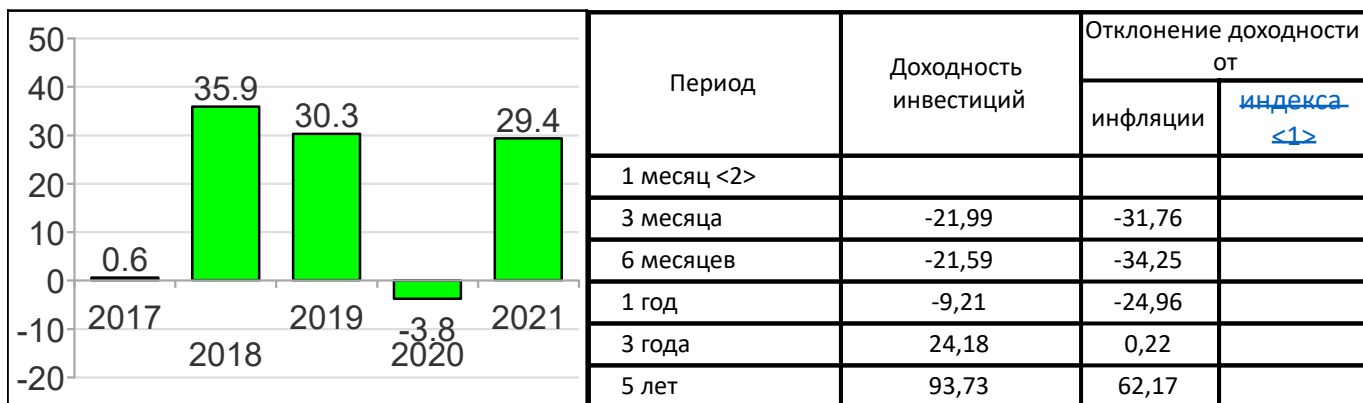 50
40
30
20
10
0
-10
-20
0.6
35.9
30.3
-3.8
29.4
2017
2018
2019
2020
2021
Период
Доходность
инвестиций
Отклонение доходности
от
инфляции
индекса
<1>
1 месяц <2>
3 месяца -21,99 -31,76
6 месяцев -21,59 -34,25
1 год -9,21 -24,96
3 года 24,18 0,22
5 лет 93,73 62,17